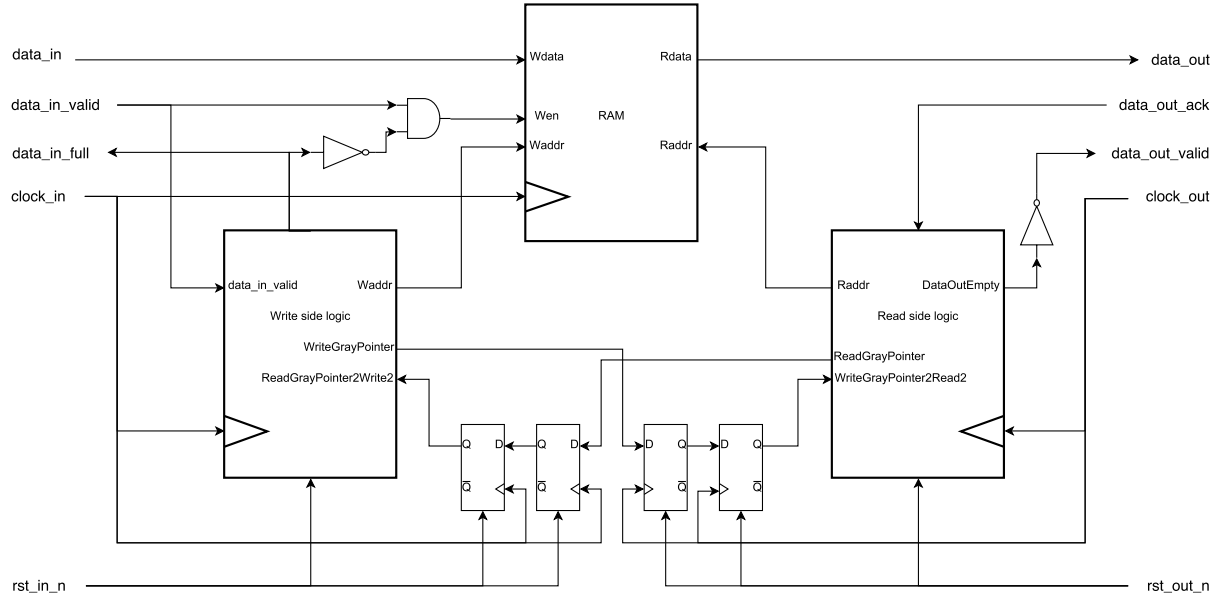 data_in
Wdata
Rdata
data_out
data_in_valid
Wen
RAM
data_out_ack
data_in_full
Waddr
Raddr
data_out_valid
clock_in
clock_out
data_in_valid
Waddr
Raddr
DataOutEmpty
Write side logic
Read side logic
WriteGrayPointer
ReadGrayPointer
ReadGrayPointer2Write2
WriteGrayPointer2Read2
Q D
Q D
D Q
D Q
Q̅
Q̅
Q̅
Q̅
rst_in_n
rst_out_n